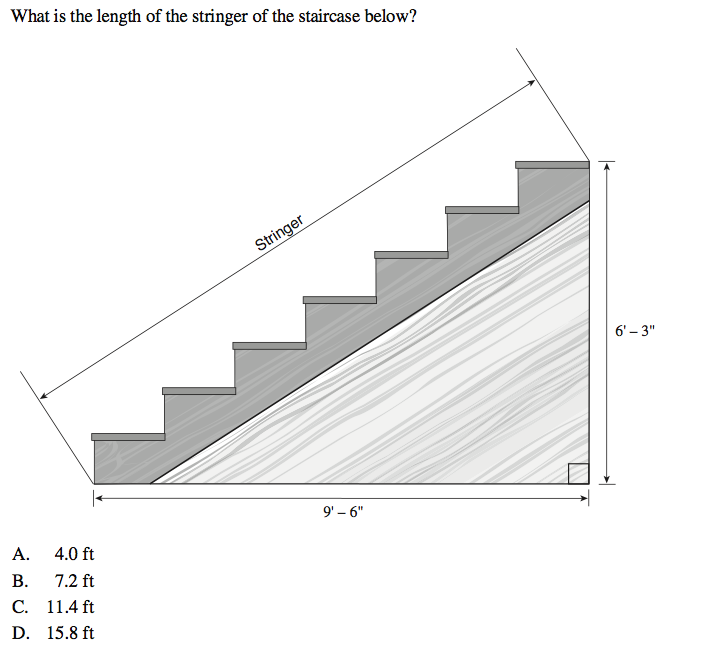 What is the length of the stringer of the staircase below?
Stringer
6' – 3"
9' – 6"
A. 4.0 ft
B. 7.2 ft
C. 11.4 ft
D. 15.8 ft